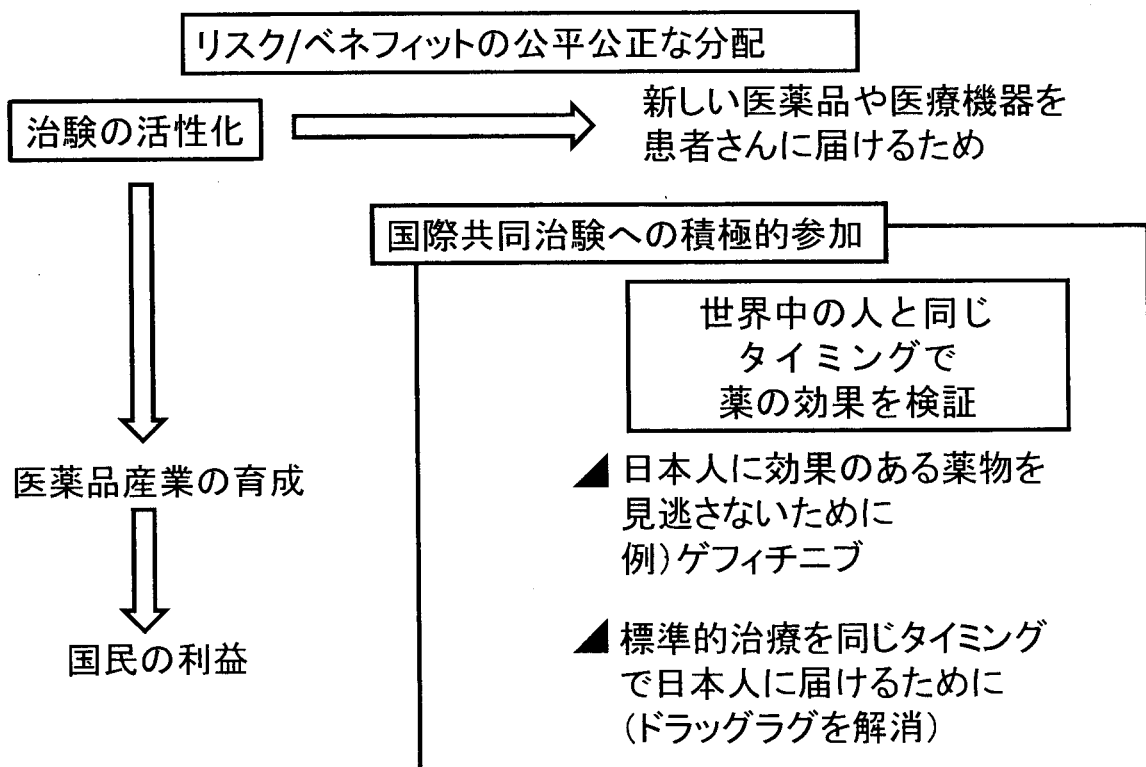 リスク/ベネフィットの公平公正な分配
治験の活性化
新しい医薬品や医療機器を
患者さんに届けるため
国際共同治験への積極的参加
世界中の人と同じ
タイミングで
薬の効果を検証
医薬品産業の育成
国民の利益
日本人に効果のある薬物を
見逃さないために
例)ゲフィチニブ
標準的治療を同じタイミング
で日本人に届けるために
(ドラッグラグを解消)